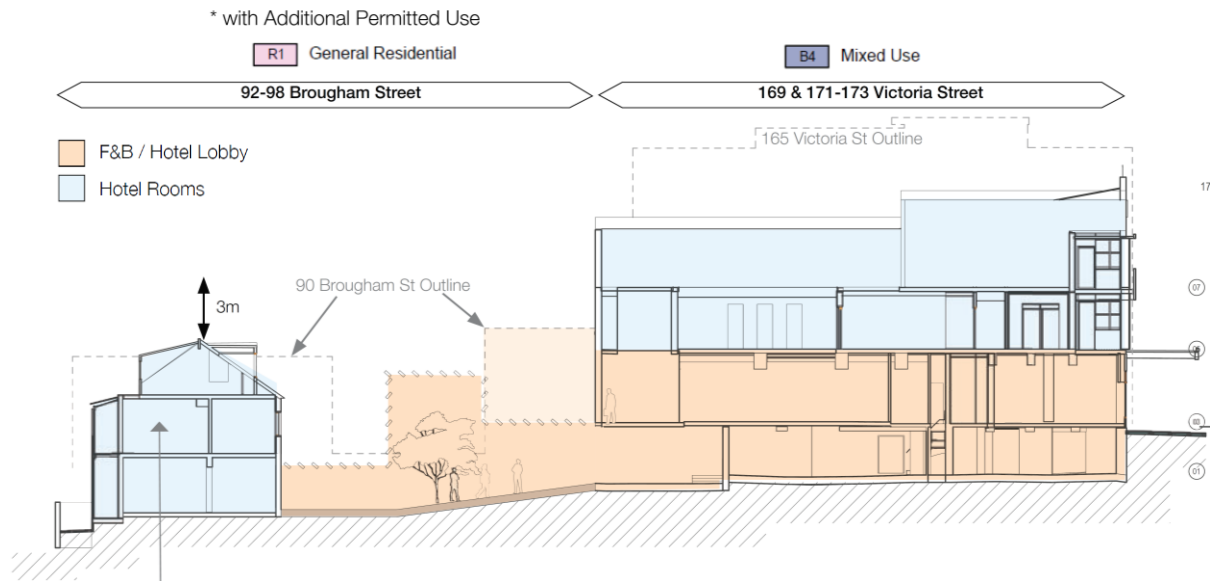 * with Additional Permitted Use
R1 General Residential
B4 Mixed Use
92-98 Brougham Street
169 & 171-173 Victoria Street
F&B / Hotel Lobby
165 Victoria St Outline
Hotel Rooms
17
90 Brougham St Outline
3m
07
01